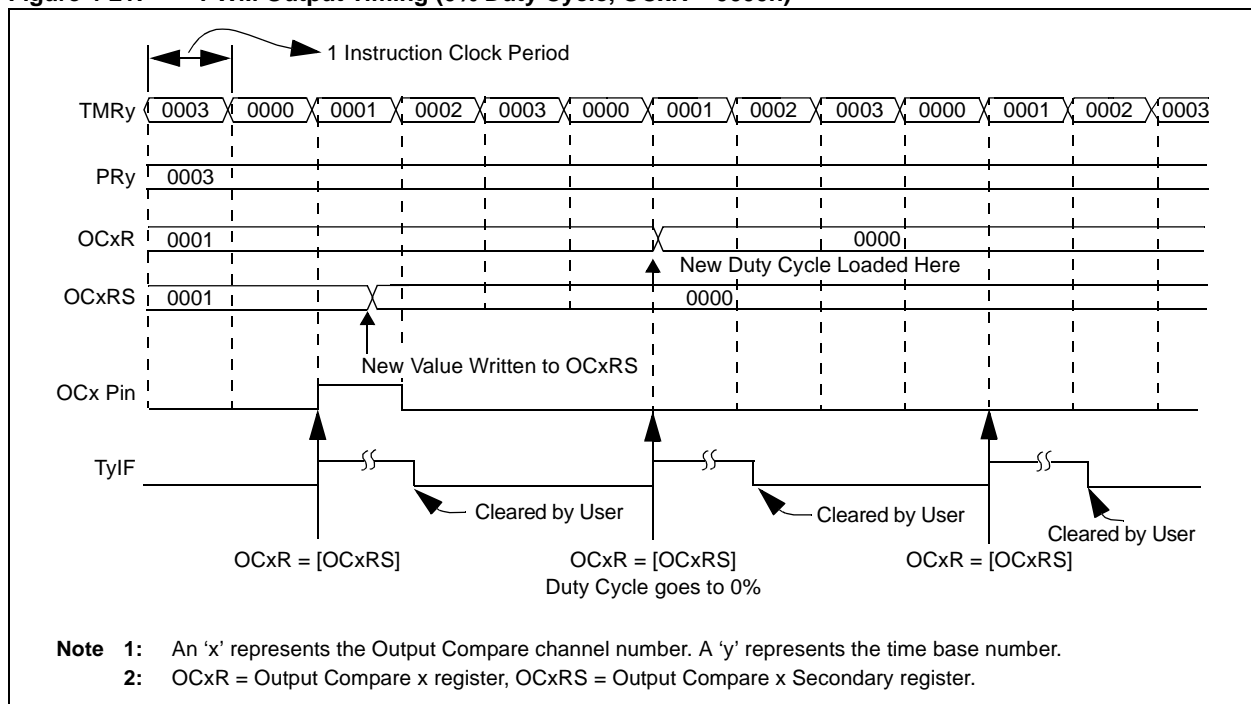 1 Instruction Clock Period
TMRy 0003 0000 0001 0002 0003 0000 0001 0002 0003 0000 0001 0002 0003
PRy 0003
OCxR 0001 0000
New Duty Cycle Loaded Here
OCxRS 0001 0000
New Value Written to OCxRS
OCx Pin
TyIF
Cleared by User Cleared by User Cleared by User
OCxR = [OCxRS] OCxR = [OCxRS] OCxR = [OCxRS]
Duty Cycle goes to 0%
Note 1: An ‘x’ represents the Output Compare channel number. A ‘y’ represents the time base number.
2: OCxR = Output Compare x register, OCxRS = Output Compare x Secondary register.